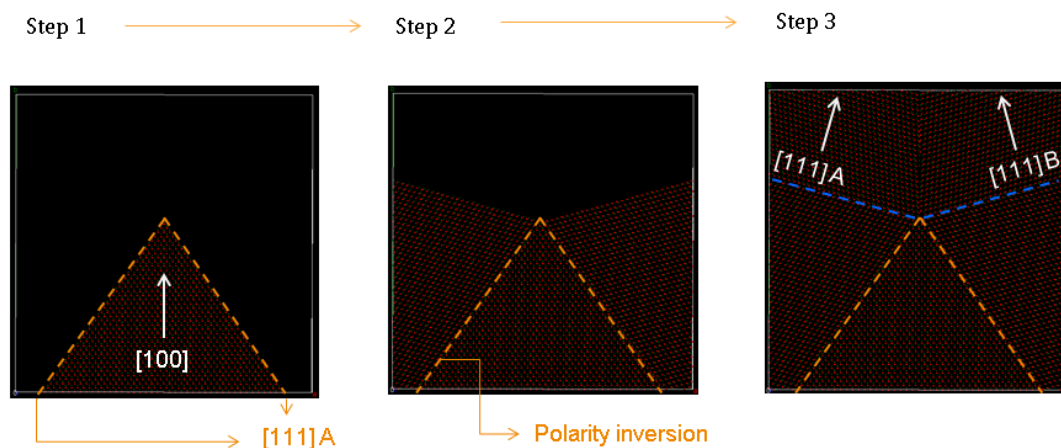 Step 1
Step 2
Step 3
[100]
[111]A
[111]B
[111]A
Polarity inversion